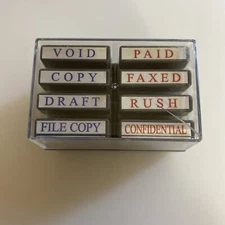 VOID
PAID
COPY
FAXED
DRAFT
RUSH
FILE COPY
CONFIDENTIAL